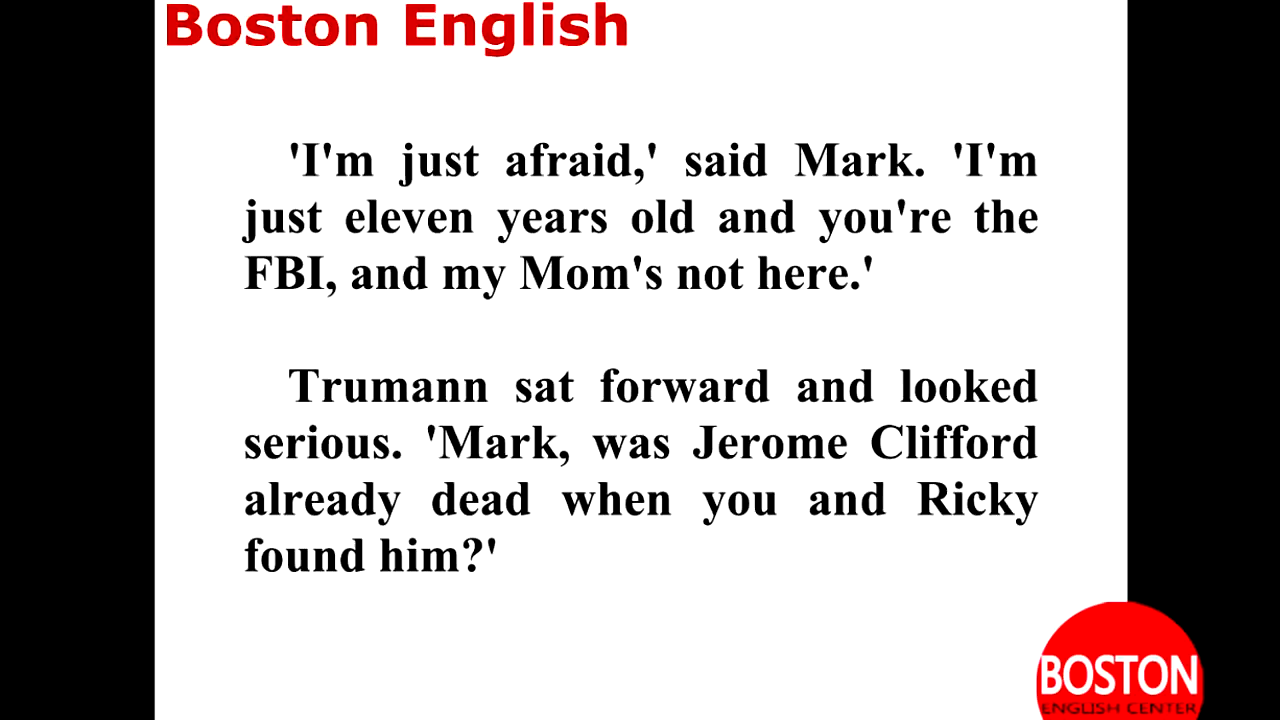 Boston English
'I'm just afraid,' said Mark. 'I'm
just eleven years old and you're the
FBI, and my Mom's not here.'
Trumann sat forward and looked
serious. 'Mark, was Jerome Clifford
already dead when you and Ricky
found him?'
BOSTON
ENGLISH CENTER